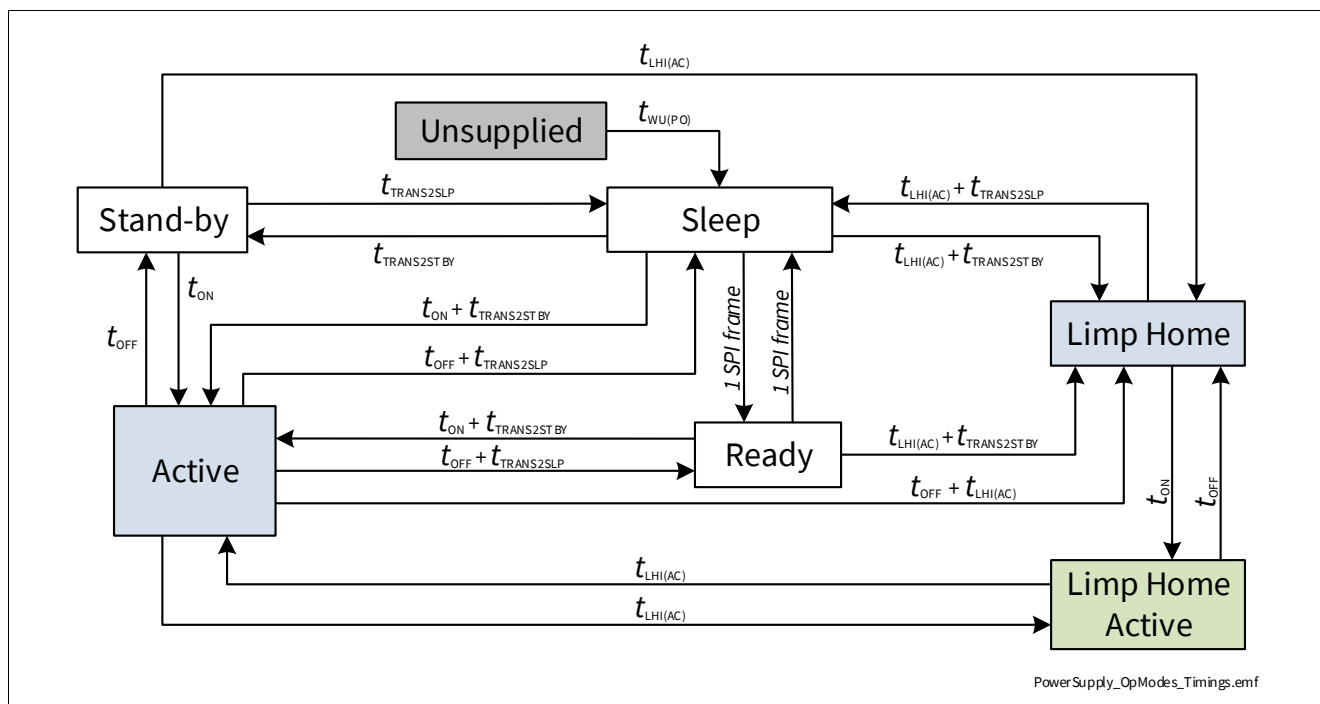 tLHI(AC)
Unsupplied
tWU(PO)
tTRANS2SLP
tLHI(AC) + tTRANS2SLP
Stand-by
Sleep
tTRANS2STBY
tLHI(AC) + tTRANS2STBY
tON
tON + tTRANS2STBY
tOFF
1 SPI frame
1 SPI frame
Limp Home
tOFF + tTRANS2SLP
tON + tTRANS2STBY
tLHI(AC) + tTRANS2STBY
Active
Ready
tOFF + tTRANS2SLP
tOFF + tLHI(AC)
tON
tOFF
tLHI(AC)
Limp Home
Active
tLHI(AC)
PowerSupply_OpModes_Timings.emf